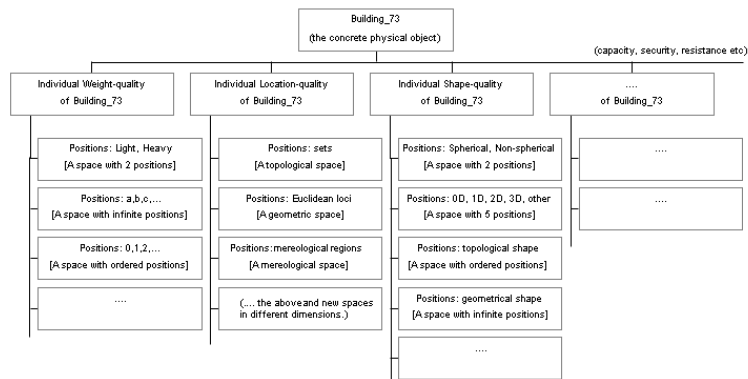 Building_73
(the concrete physical object)
(capacity, security, resistance etc)
Individual Weight-quality
of Building_73
Individual Location-quality
of Building_73
Individual Shape-quality
of Building_73
....
of Building_73
Positions: Light, Heavy
[A space with 2 positions]
Positions: a,b,c,...
[A space with infinite positions]
Positions: 0,1,2,...
[A space with ordered positions]
....
Positions: sets
[A topological space]
Positions: Euclidean loci
[A geometric space]
Positions: mereological regions
[A mereological space]
(.... the above and new spaces
in different dimensions.)
Positions: Spherical, Non-spherical
[A space with 2 positions]
Positions: 0D, 1D, 2D, 3D, other
[A space with 5 positions]
Positions: topological shape
[A space with ordered positions]
Positions: geometrical shape
[A space with infinite positions]
....
....
....